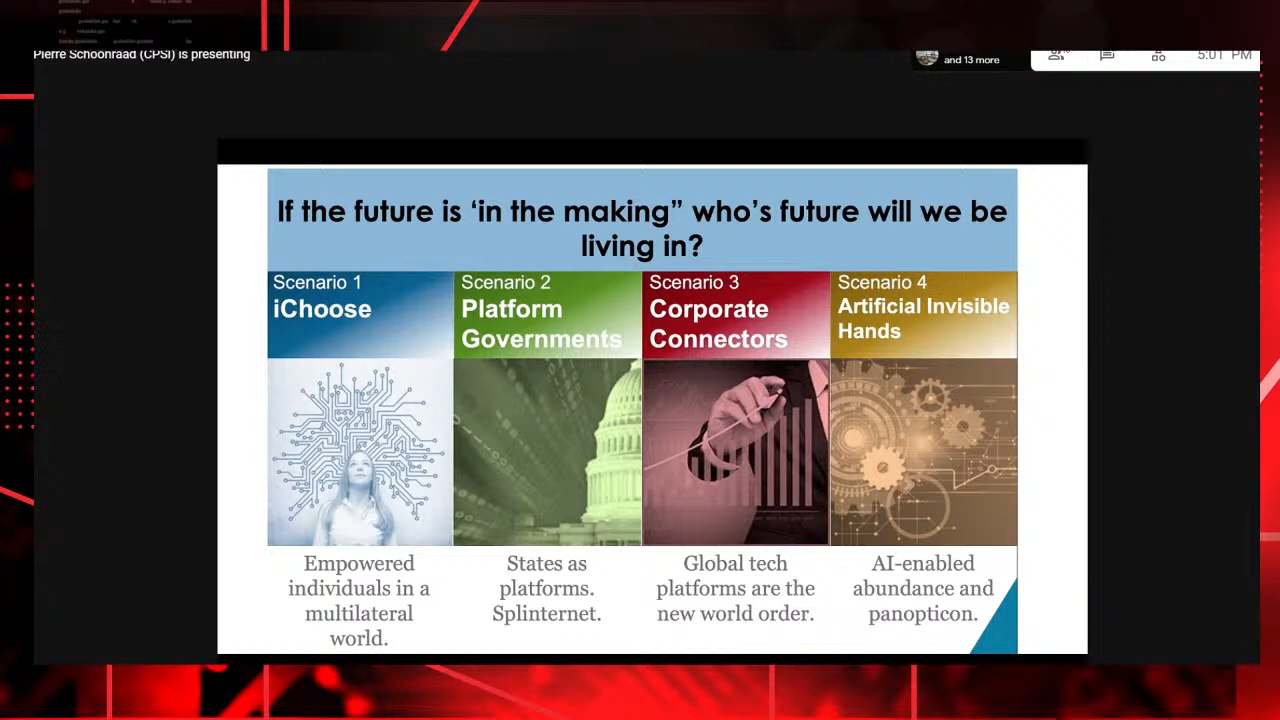 Pierre Schoonraad (CPSI) is presenting
and 13 more
5:01 PM
If the future is ‘in the making” who’s future will we be
living in?
Scenario 1
iChoose
Scenario 2
Platform
Governments
Scenario 3
Corporate
Connectors
Scenario 4
Artificial Invisible
Hands
Empowered
individuals in a
multilateral
world.
States as
platforms.
Splinternet.
Global tech
platforms are the
new world order.
AI-enabled
abundance and
panopticon.